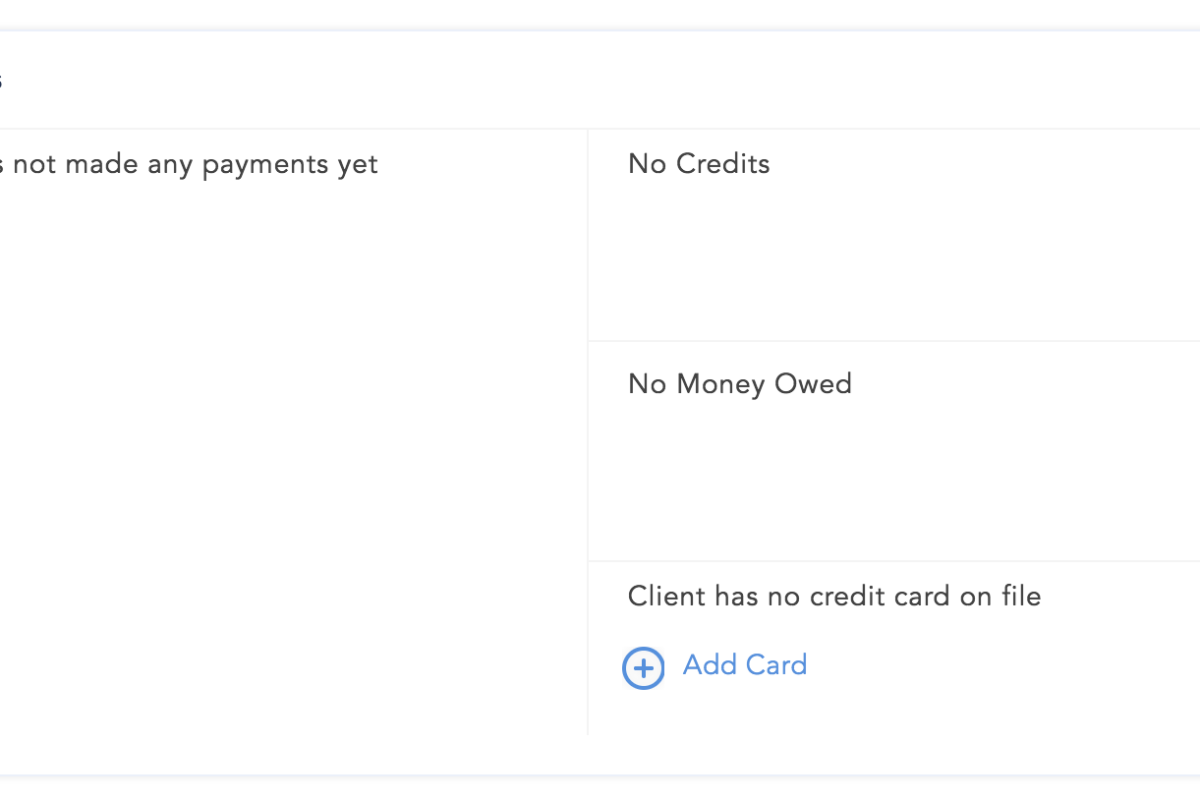 not made any payments yet
No Credits
No Money Owed
Client has no credit card on file
Add Card